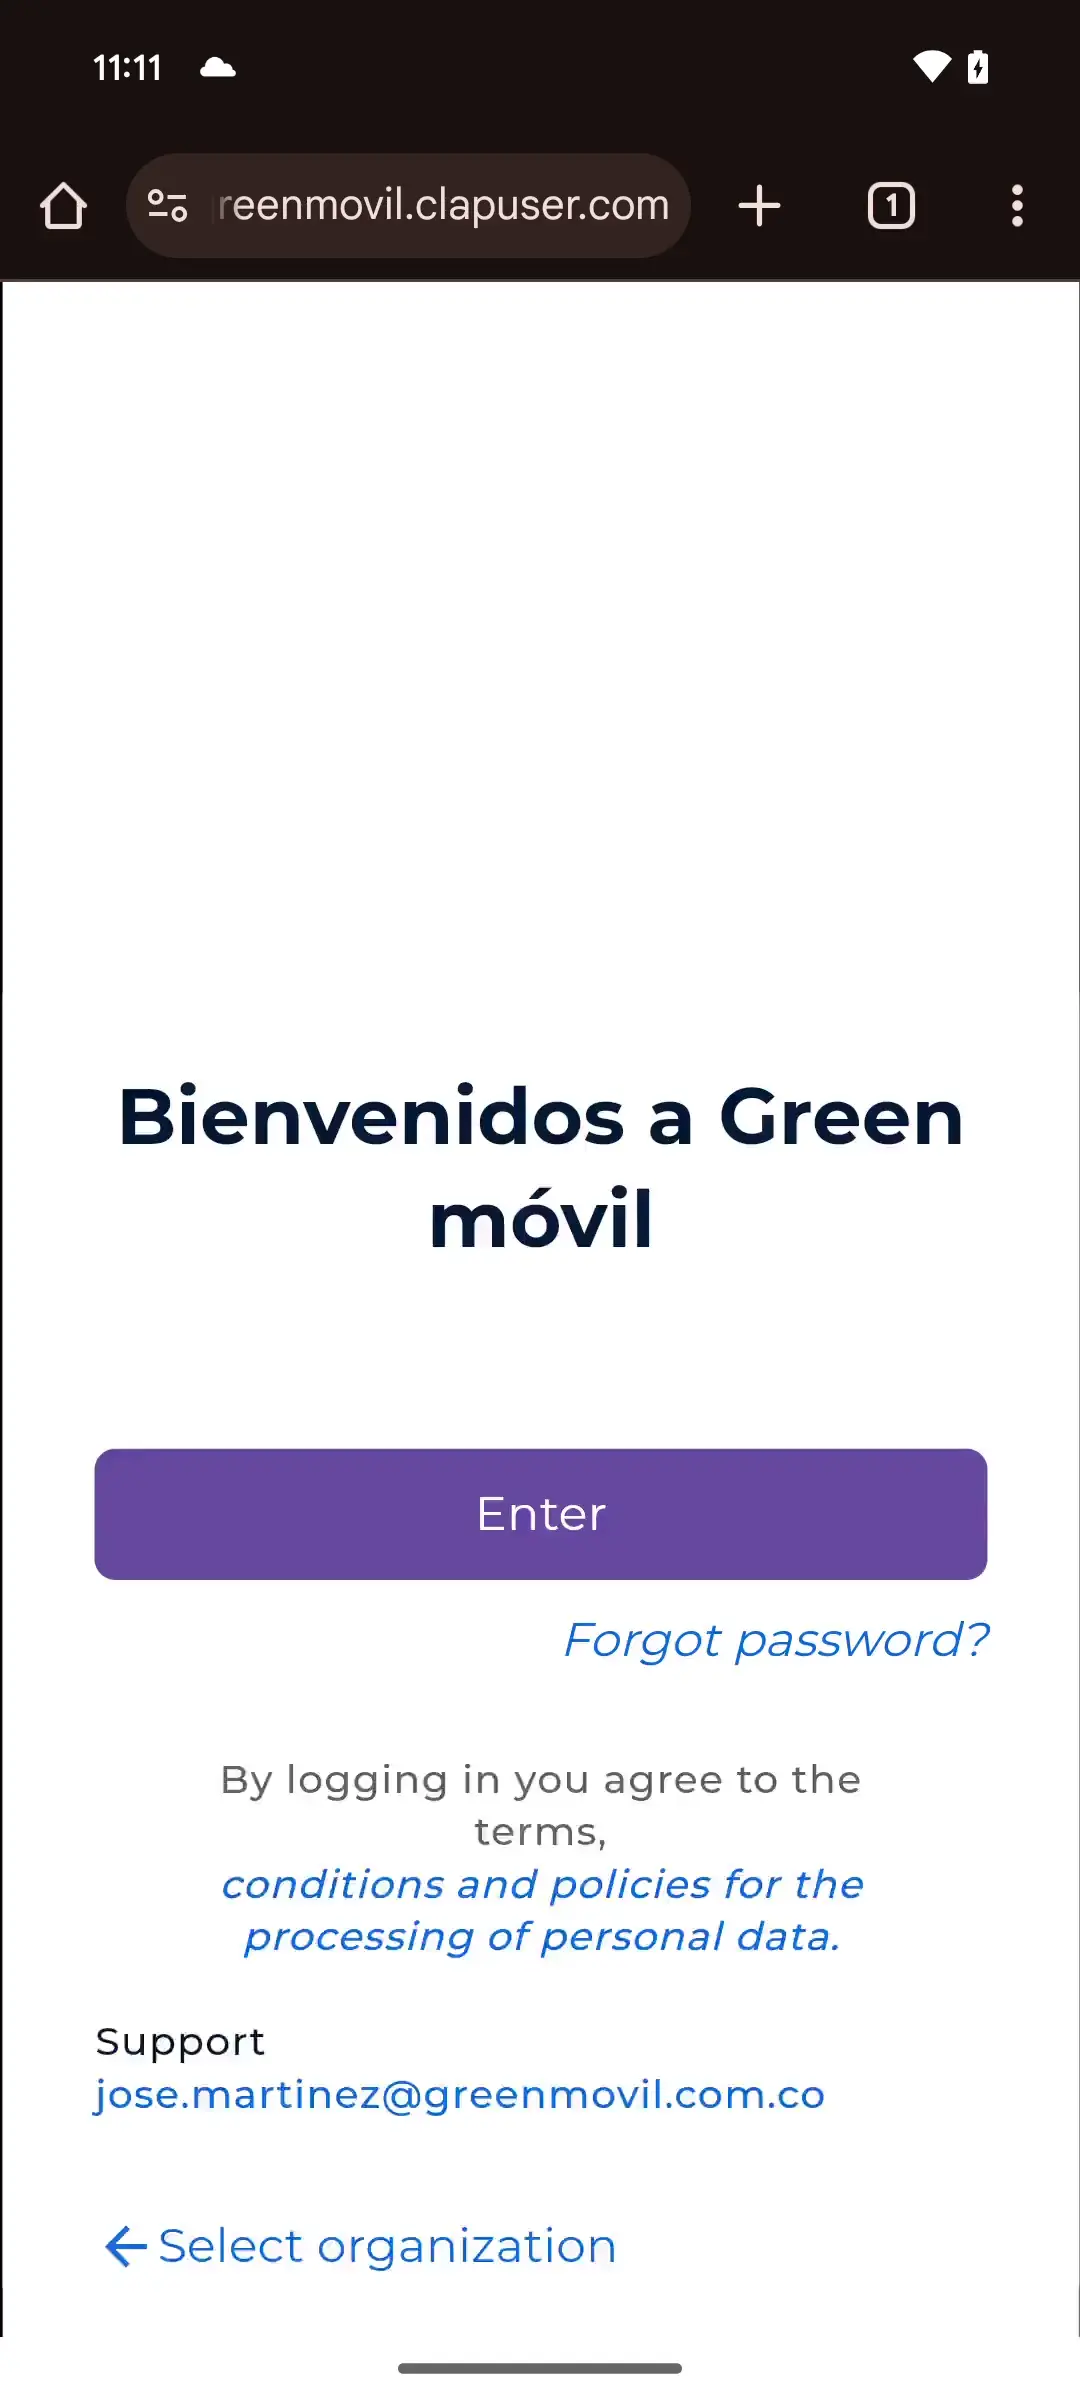 11:11
reenmovil.clapuser.com
1
Bienvenidos a Green
móvil
Enter
Forgot password?
By logging in you agree to the
terms,
conditions and policies for the
processing of personal data.
Support
jose.martinez@greenmovil.com.co
Select organization